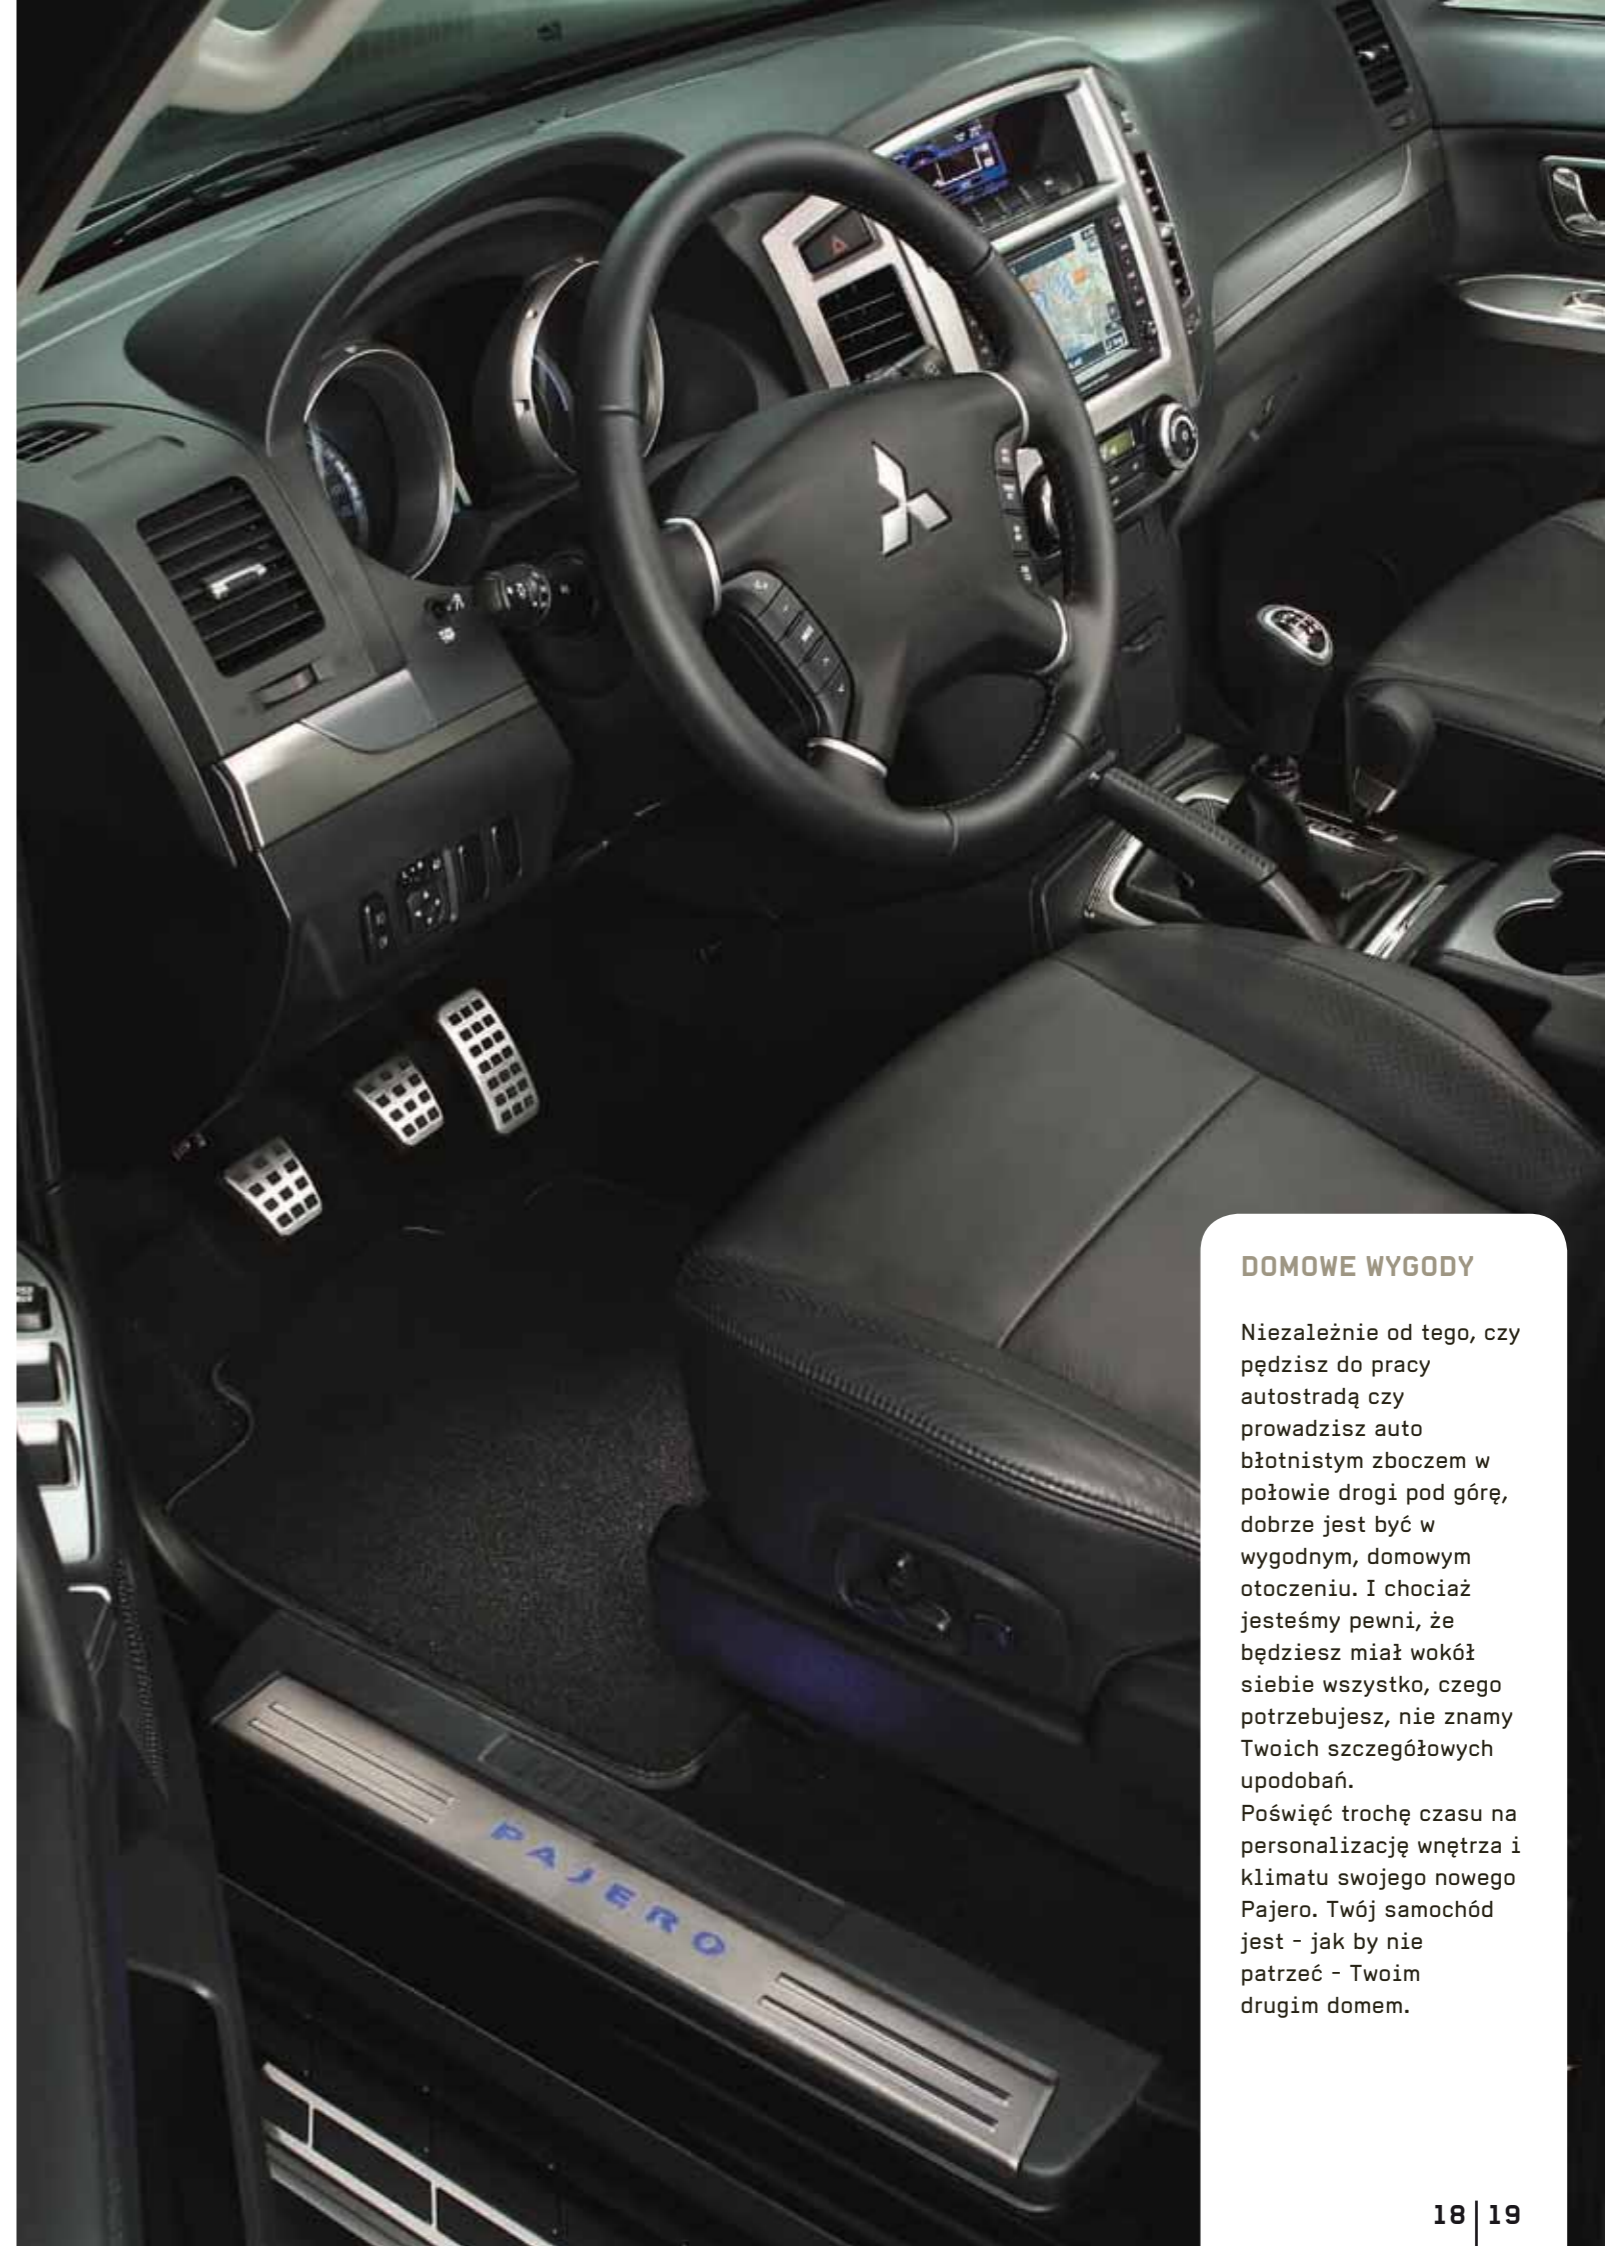 PAJERO
DOMOWE WYGODY
Niezależnie od tego, czy
pędzisz do pracy
autostradą czy
prowadzisz auto
błotnistym zboczem w
połowie drogi pod górę,
dobrze jest być w
wygodnym, domowym
otoczeniu. I chociaż
jesteśmy pewni, że
będziesz miał wokół
siebie wszystko, czego
potrzebujesz, nie znamy
Twoich szczegółowych
upodobań.
Poświęć trochę czasu na
personalizację wnętrza i
klimatu swojego nowego
Pajero. Twój samochód
jest - jak by nie
patrzeć - Twoim
drugim domem.
18 | 19